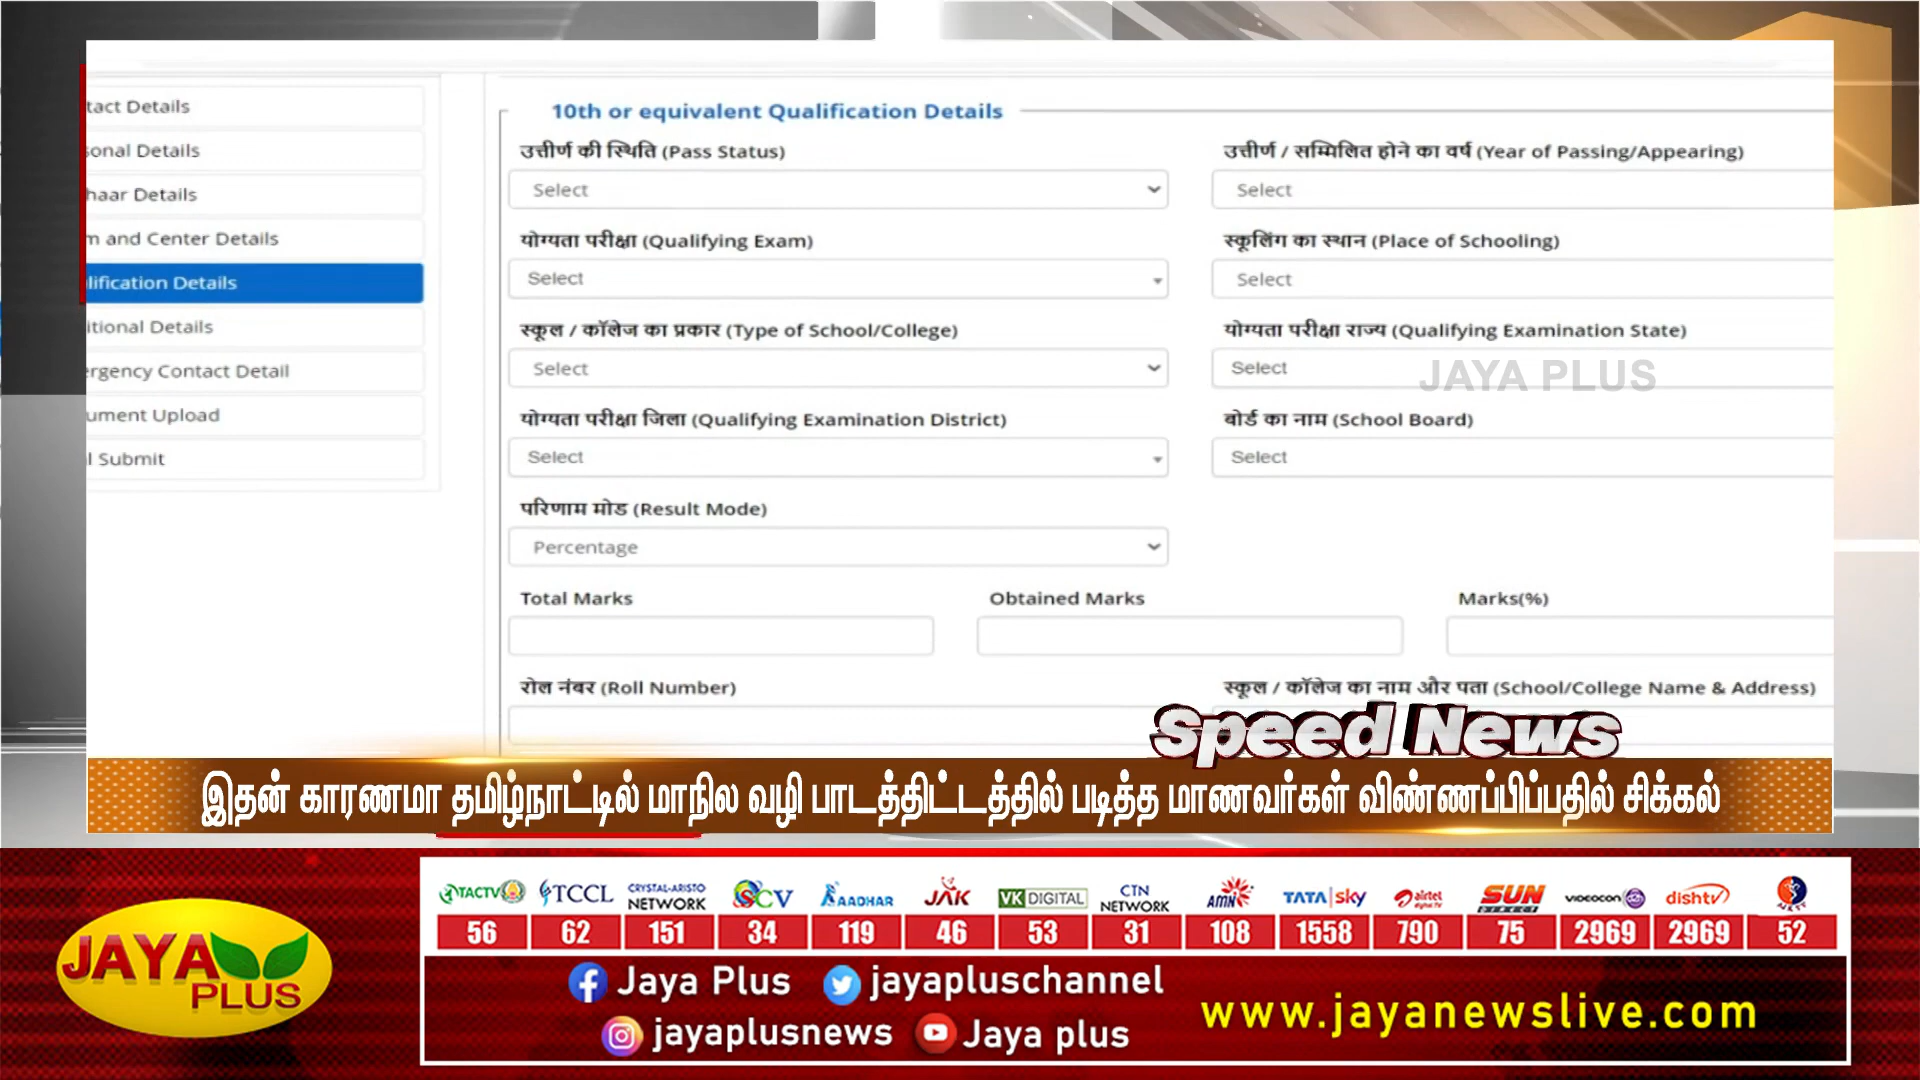 10th or equivalent Qualification Details
tact Details
sonal Details
haar Details
m and Center Details
lification Details
itional Details
ergency Contact Detail
ument Upload
l Submit
उत्तीर्ण की स्थिति (Pass Status)
उत्तीर्ण / सम्मिलित होने का वर्ष (Year of Passing/Appearing)
Select
Select
योग्यता परीक्षा (Qualifying Exam)
स्कूलिंग का स्थान (Place of Schooling)
Select
Select
स्कूल / कॉलेज का प्रकार (Type of School/College)
योग्यता परीक्षा राज्य (Qualifying Examination State)
Select
Select
JAYA PLUS
योग्यता परीक्षा जिला (Qualifying Examination District)
बोर्ड का नाम (School Board)
Select
Select
परिणाम मोड (Result Mode)
Percentage
Total Marks
Obtained Marks
Marks(%)
रोल नंबर (Roll Number)
स्कूल / कॉलेज का नाम और पता (School/College Name & Address)
Speed News
இதன் காரணமா தமிழ்நாட்டில் மாநில வழி பாடத்திட்டத்தில் படித்த மாணவர்கள் விண்ணப்பிப்பதில் சிக்கல்
TACTV TCCL CRYSTAL-ARISTO NETWORK SCV AADHAR JAK VK DIGITAL CTN NETWORK AMN TATA sky airtel digital TV SUN DIRECT VIDEOCON dishtv
56 62 151 34 119 46 53 31 108 1558 790 75 2969 2969 52
JAYA PLUS
Jaya Plus jayapluschannel
jayaplusnews Jaya plus
www.jayanewslive.com